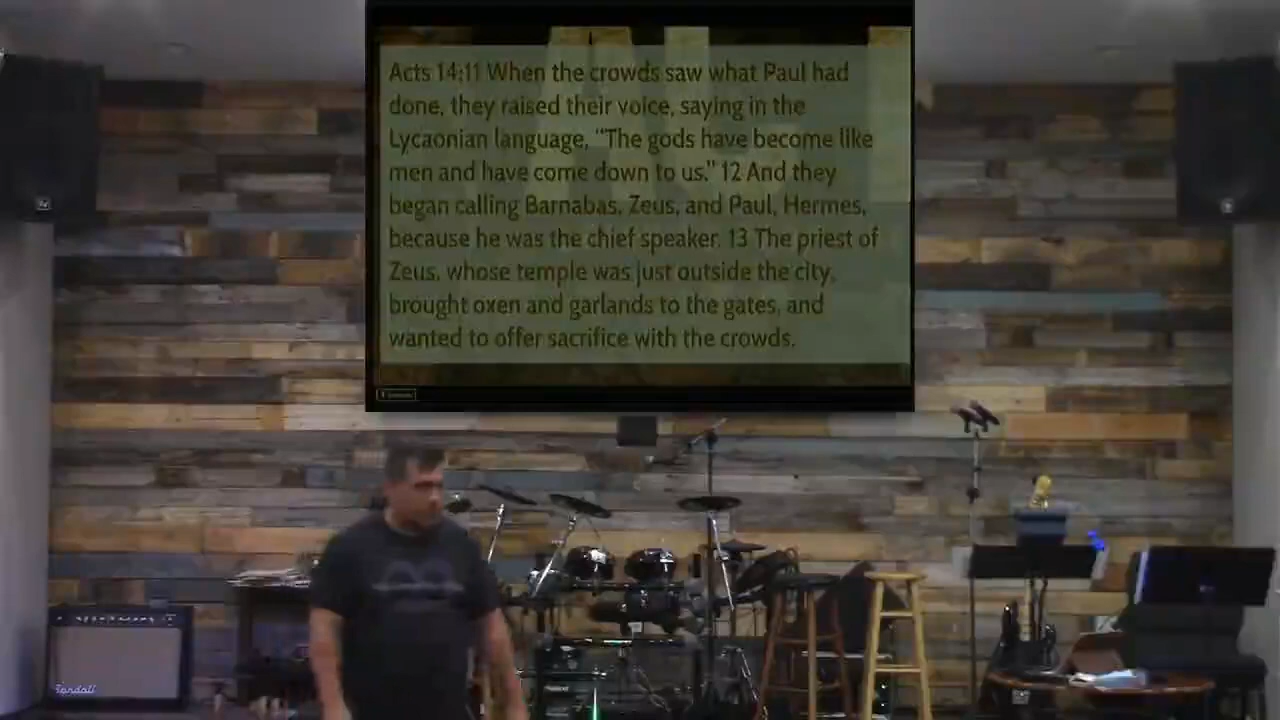 Acts 14:11 When the crowds saw what Paul had
done, they raised their voice, saying in the
Lycaonian language, "The gods have become like
men and have come down to us." 12 And they
began calling Barnabas, Zeus, and Paul, Hermes,
because he was the chief speaker. 13 The priest of
Zeus, whose temple was just outside the city,
brought oxen and garlands to the gates, and
wanted to offer sacrifice with the crowds.
Randall